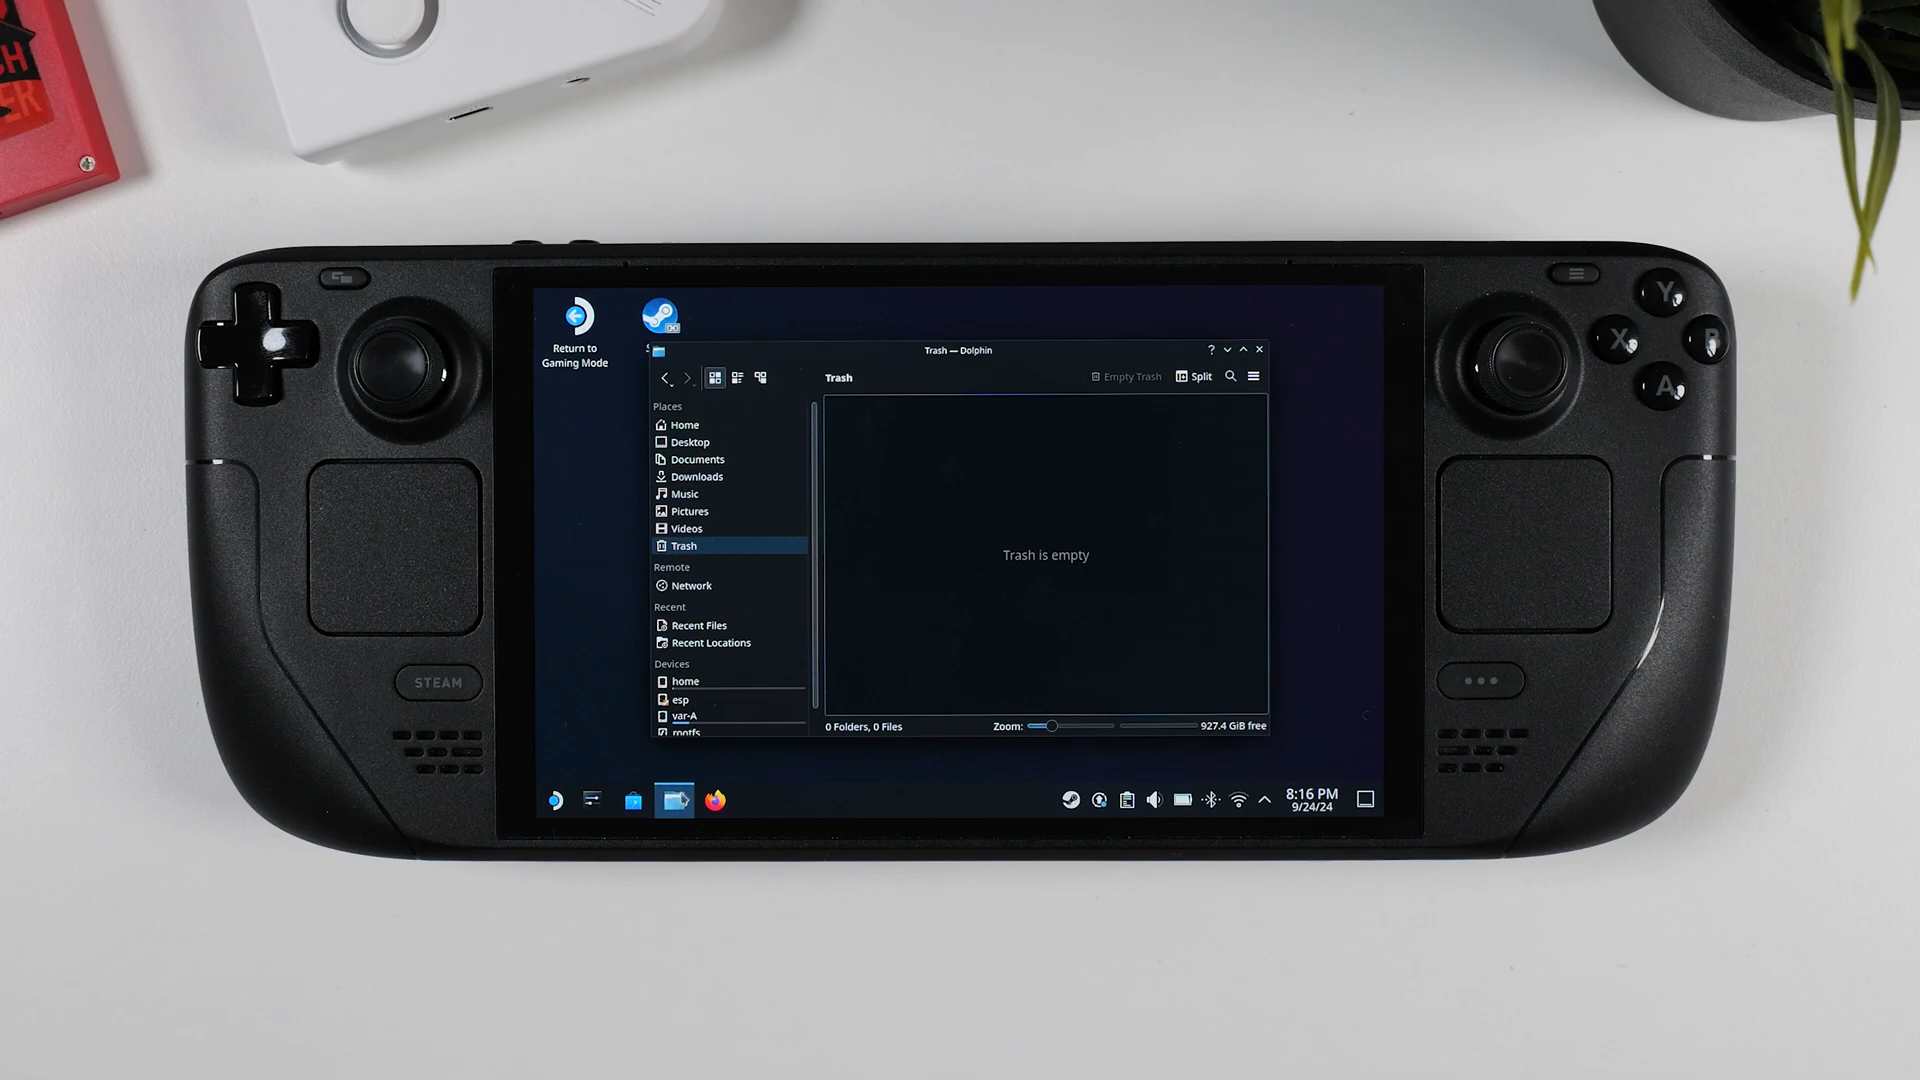 CH
ER
Y
X
B
A
STEAM
Return to
Gaming Mode
Trash — Dolphin
Trash
Empty Trash
Split
Places
Home
Desktop
Documents
Downloads
Music
Pictures
Videos
Trash
Remote
Network
Recent
Recent Files
Recent Locations
Devices
home
esp
var-A
rootfs
Trash is empty
0 Folders, 0 Files
Zoom:
927.4 GiB free
8:16 PM
9/24/24